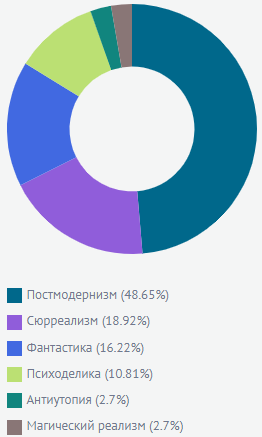 Постмодернизм (48.65%)
Сюрреализм (18.92%)
Фантастика (16.22%)
Психоделика (10.81%)
Антиутопия (2.7%)
Магический реализм (2.7%)